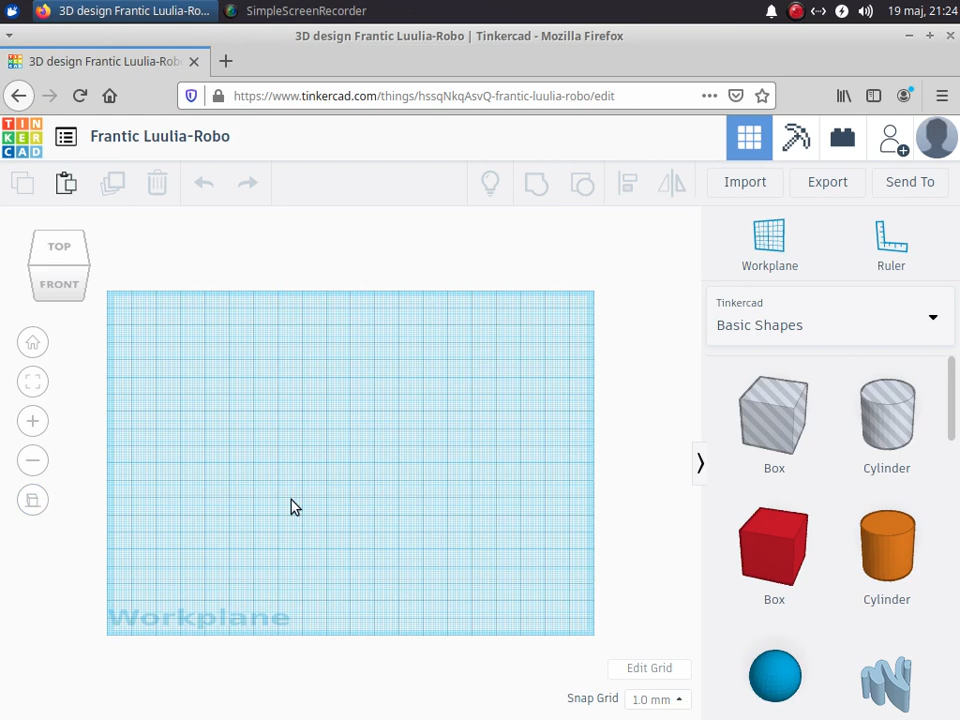 3D design Frantic Luulia-Ro...
SimpleScreenRecorder
19 maj, 21:24
3D design Frantic Luulia-Robo | Tinkercad - Mozilla Firefox
3D design Frantic Luulia-Robo
https://www.tinkercad.com/things/hssqNkqAsvQ-frantic-luulia-robo/edit
TIN
KER
CAD
Frantic Luulia-Robo
Import
Export
Send To
TOP
FRONT
Workplane
Ruler
Tinkercad
Basic Shapes
Box
Cylinder
Box
Cylinder
Workplane
Edit Grid
Snap Grid
1.0 mm